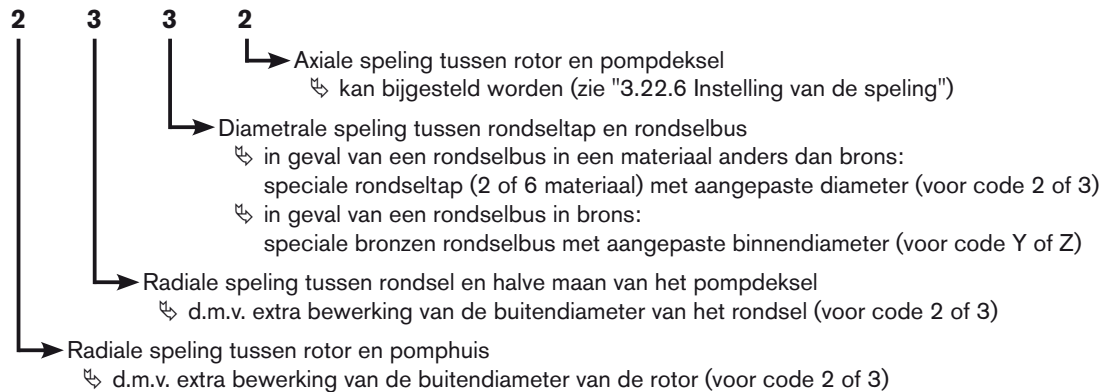 2 3 3 2
Axiale speling tussen rotor en pompdeksel
kan bijgesteld worden (zie "3.22.6 Instelling van de speling")
Diametrale speling tussen rondseltap en rondselbus
in geval van een rondselbus in een materiaal anders dan brons:
speciale rondseltap (2 of 6 materiaal) met aangepaste diameter (voor code 2 of 3)
in geval van een rondselbus in brons:
speciale bronzen rondselbus met aangepaste binnendiameter (voor code Y of Z)
Radiale speling tussen rondsel en halve maan van het pompdeksel
d.m.v. extra bewerking van de buitendiameter van het rondsel (voor code 2 of 3)
Radiale speling tussen rotor en pomphuis
d.m.v. extra bewerking van de buitendiameter van de rotor (voor code 2 of 3)